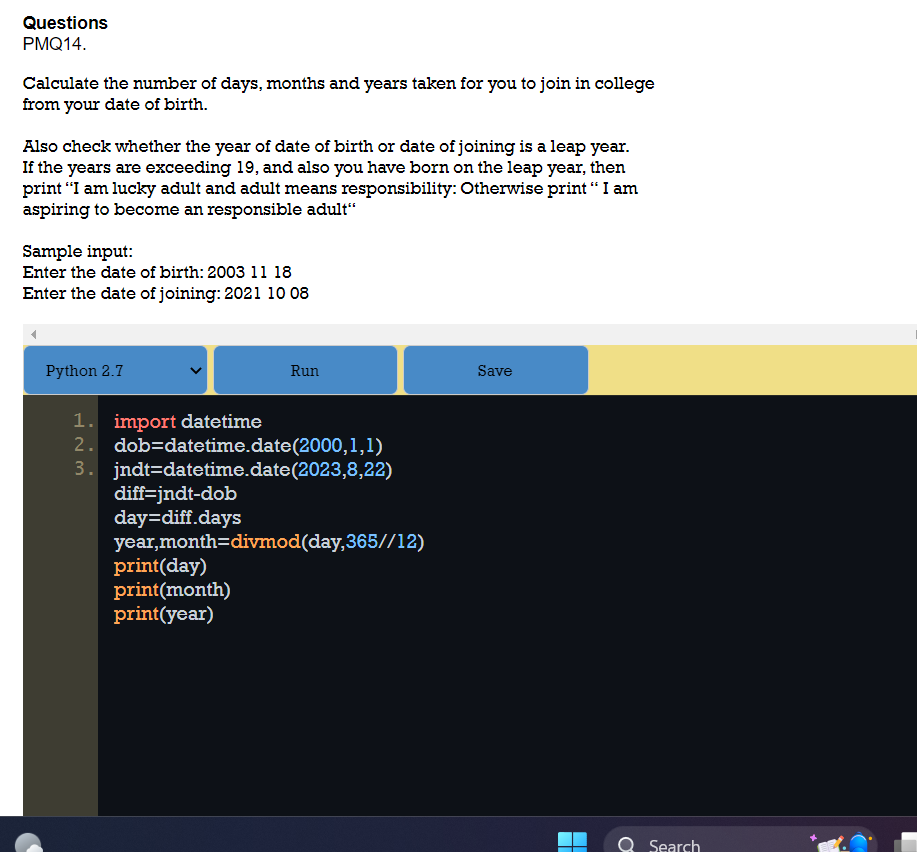 Questions
PMQ14.
Calculate the number of days, months and years taken for you to join in college
from your date of birth.
Also check whether the year of date of birth or date of joining is a leap year.
If the years are exceeding 19, and also you have born on the leap year, then
print “I am lucky adult and adult means responsibility: Otherwise print “ I am
aspiring to become an responsible adult“
Sample input:
Enter the date of birth: 2003 11 18
Enter the date of joining: 2021 10 08
Python 2.7 Run Save
1. import datetime
2. dob=datetime.date(2000,1,1)
3. jndt=datetime.date(2023,8,22)
diff=jndt-dob
day=diff.days
year,month=divmod(day,365//12)
print(day)
print(month)
print(year)
Search